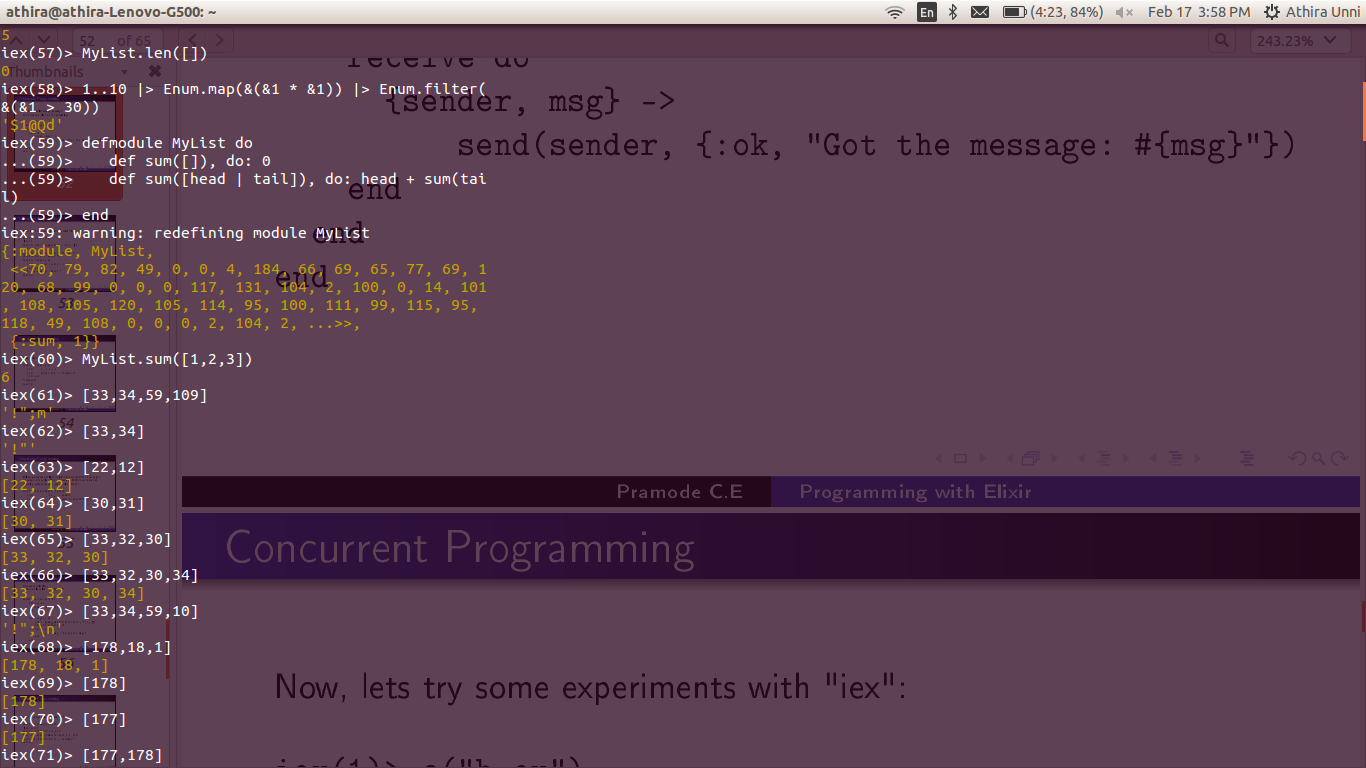 athira@athira-Lenovo-G500: ~
En
(4:23, 84%)
Feb 17 3:58 PM
Athira Unni
5
iex(57)> MyList.len([])
0
iex(58)> 1..10 |> Enum.map(&(&1 * &1)) |> Enum.filter(
&(&1 > 30))
'$1@Qd'
iex(59)> defmodule MyList do
...(59)>    def sum([]), do: 0
...(59)>    def sum([head | tail]), do: head + sum(tai
l)
...(59)> end
iex:59: warning: redefining module MyList
{:module, MyList,
 <<70, 79, 82, 49, 0, 0, 4, 184, 66, 69, 65, 77, 69, 1
20, 68, 99, 0, 0, 0, 117, 131, 104, 2, 100, 0, 14, 101
, 108, 105, 120, 105, 114, 95, 100, 111, 99, 115, 95,
118, 49, 108, 0, 0, 0, 2, 104, 2, ...>>,
 {:sum, 1}}
iex(60)> MyList.sum([1,2,3])
6
iex(61)> [33,34,59,109]
'!";m'
iex(62)> [33,34]
'!"'
iex(63)> [22,12]
[22, 12]
iex(64)> [30,31]
[30, 31]
iex(65)> [33,32,30]
[33, 32, 30]
iex(66)> [33,32,30,34]
[33, 32, 30, 34]
iex(67)> [33,34,59,10]
'!";\n'
iex(68)> [178,18,1]
[178, 18, 1]
iex(69)> [178]
[178]
iex(70)> [177]
[177]
iex(71)> [177,178]
52 of 65
243.23%
Thumbnails
54
receive do
{sender, msg} ->
send(sender, {:ok, "Got the message: #{msg}"})
end
end
end
Pramode C.E
Programming with Elixir
Concurrent Programming
Now, lets try some experiments with "iex":